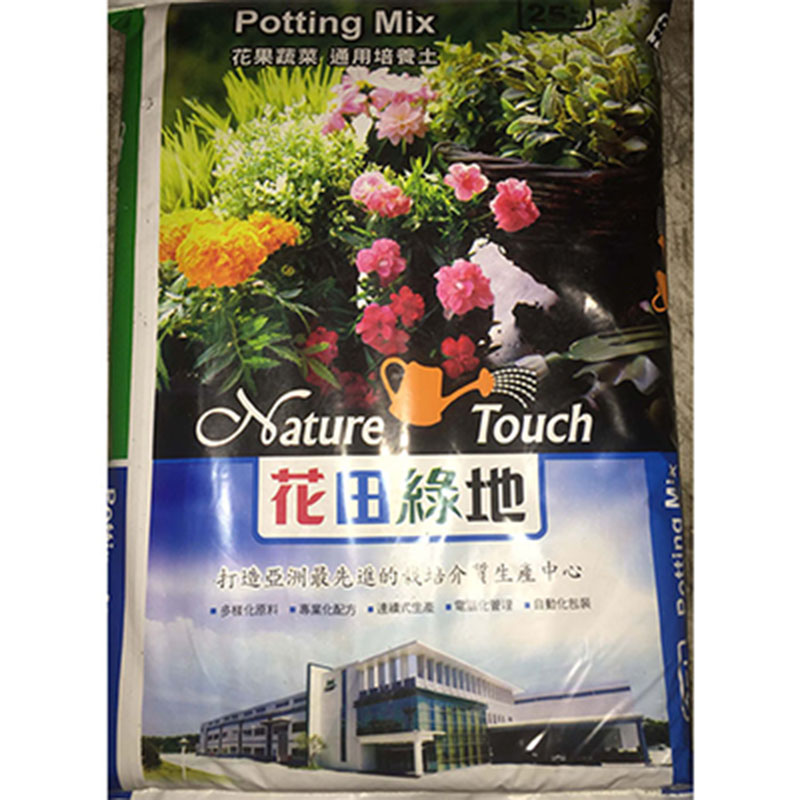 Potting Mix
花果蔬菜 通用培養土
Nature Touch
花田綠地
打造亞洲最先進的栽培介質生產中心
▪多樣化原料 ▪專業化配方 ▪連續式生產 ▪電腦化管理 ▪自動化包裝
Potting Mix